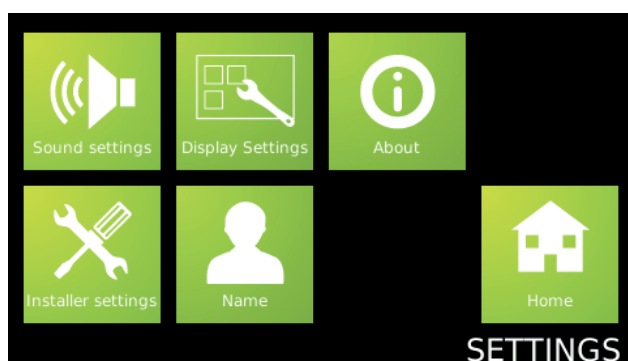 Sound settings
Display Settings
About
Installer settings
Name
Home
SETTINGS